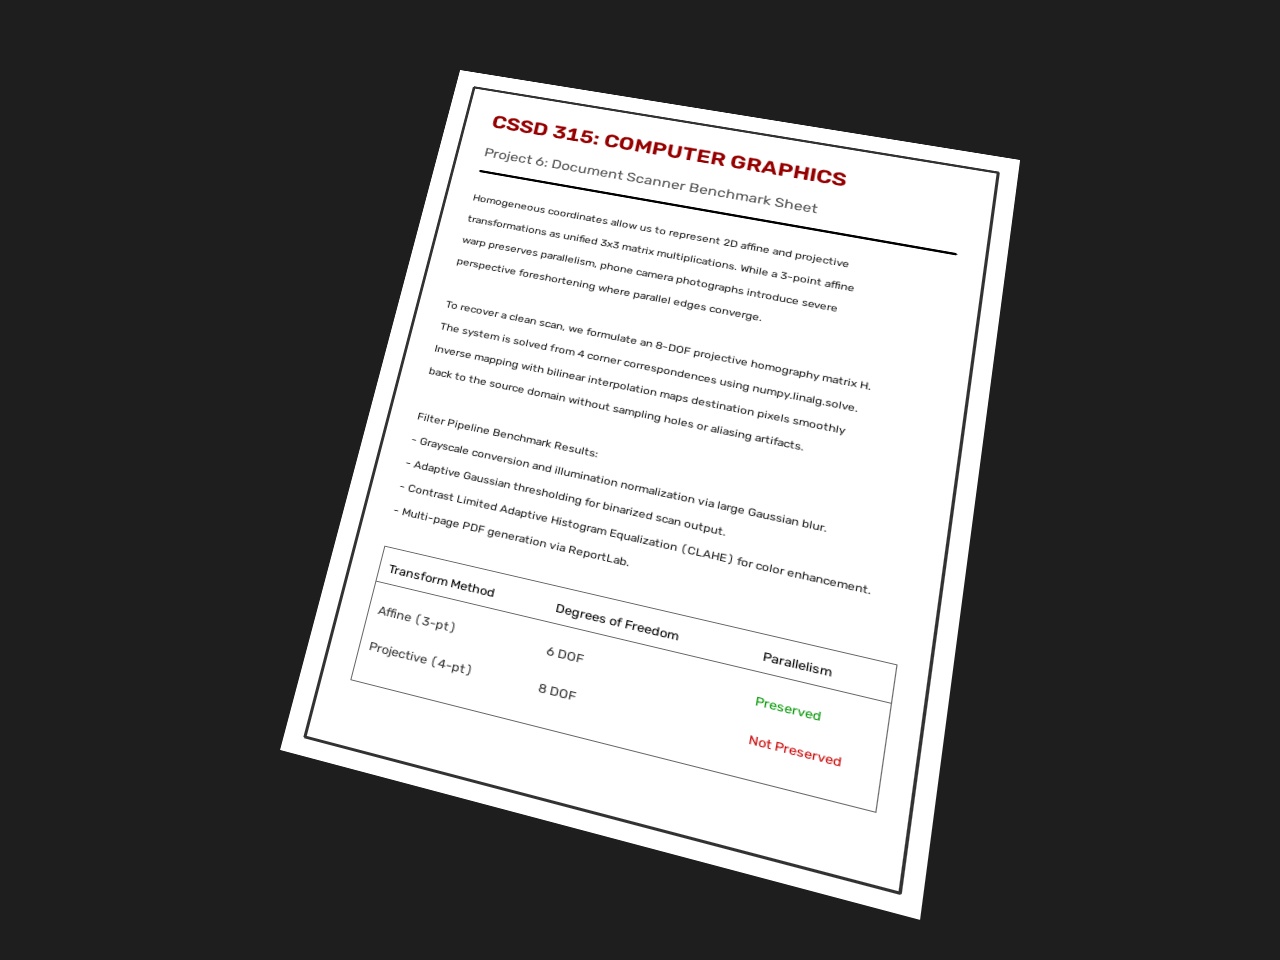 CSSD 315: COMPUTER GRAPHICS
Project 6: Document Scanner Benchmark Sheet
Homogeneous coordinates allow us to represent 2D affine and projective
transformations as unified 3x3 matrix multiplications. While a 3-point affine
warp preserves parallelism, phone camera photographs introduce severe
perspective foreshortening where parallel edges converge.
To recover a clean scan, we formulate an 8-DOF projective homography matrix H.
The system is solved from 4 corner correspondences using numpy.linalg.solve.
Inverse mapping with bilinear interpolation maps destination pixels smoothly
back to the source domain without sampling holes or aliasing artifacts.
Filter Pipeline Benchmark Results:
- Grayscale conversion and illumination normalization via large Gaussian blur.
- Adaptive Gaussian thresholding for binarized scan output.
- Contrast Limited Adaptive Histogram Equalization (CLAHE) for color enhancement.
- Multi-page PDF generation via ReportLab.
Transform Method Degrees of Freedom Parallelism
Affine (3-pt) 6 DOF Preserved
Projective (4-pt) 8 DOF Not Preserved